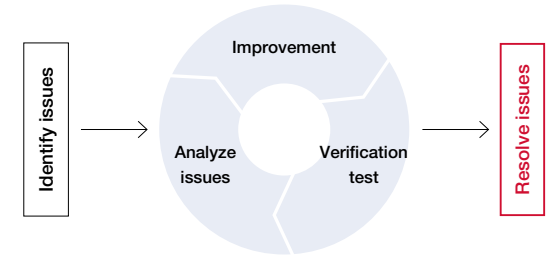 Identify issues
Improvement
Analyze
issues
Verification
test
Resolve issues